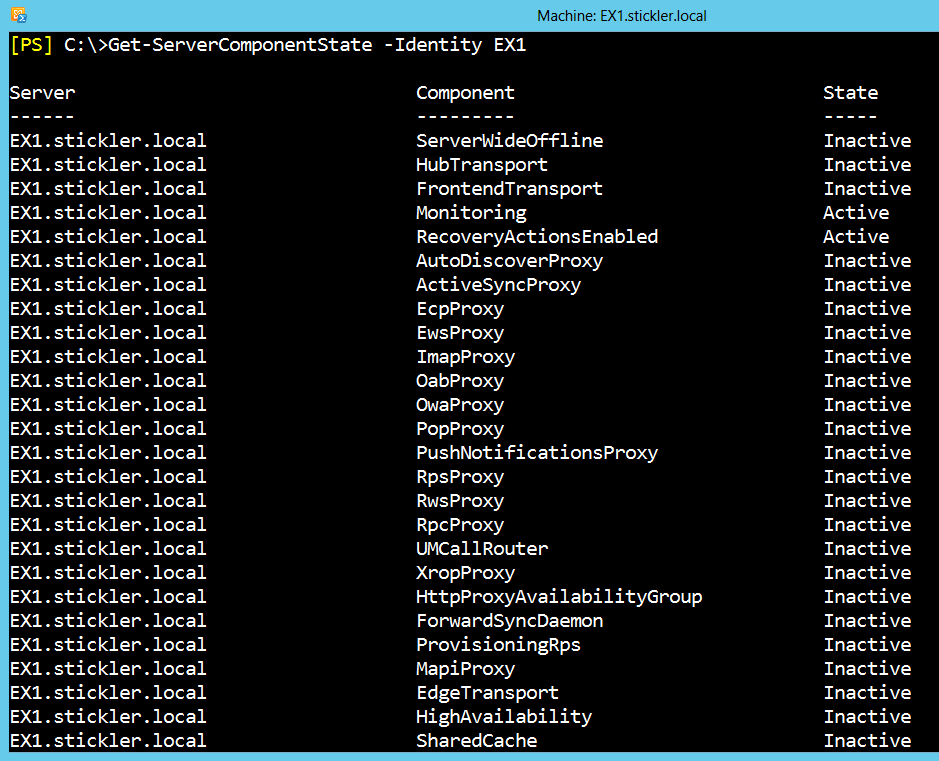 Machine: EX1.stickler.local
[PS] C:\>Get-ServerComponentState -Identity EX1
Server Component State
------ --------- -----
EX1.stickler.local ServerWideOffline Inactive
EX1.stickler.local HubTransport Inactive
EX1.stickler.local FrontendTransport Inactive
EX1.stickler.local Monitoring Active
EX1.stickler.local RecoveryActionsEnabled Active
EX1.stickler.local AutoDiscoverProxy Inactive
EX1.stickler.local ActiveSyncProxy Inactive
EX1.stickler.local EcpProxy Inactive
EX1.stickler.local EwsProxy Inactive
EX1.stickler.local ImapProxy Inactive
EX1.stickler.local OabProxy Inactive
EX1.stickler.local OwaProxy Inactive
EX1.stickler.local PopProxy Inactive
EX1.stickler.local PushNotificationsProxy Inactive
EX1.stickler.local RpsProxy Inactive
EX1.stickler.local RwsProxy Inactive
EX1.stickler.local RpcProxy Inactive
EX1.stickler.local UMCallRouter Inactive
EX1.stickler.local XropProxy Inactive
EX1.stickler.local HttpProxyAvailabilityGroup Inactive
EX1.stickler.local ForwardSyncDaemon Inactive
EX1.stickler.local ProvisioningRps Inactive
EX1.stickler.local MapiProxy Inactive
EX1.stickler.local EdgeTransport Inactive
EX1.stickler.local HighAvailability Inactive
EX1.stickler.local SharedCache Inactive